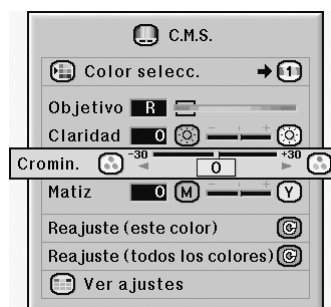 C.M.S.
Color selecc. 1
Objetivo R
Claridad 0 - +
Cromin. -30 0 +30
Matiz 0 M - + Y
Reajuste (este color)
Reajuste (todos los colores)
Ver ajustes